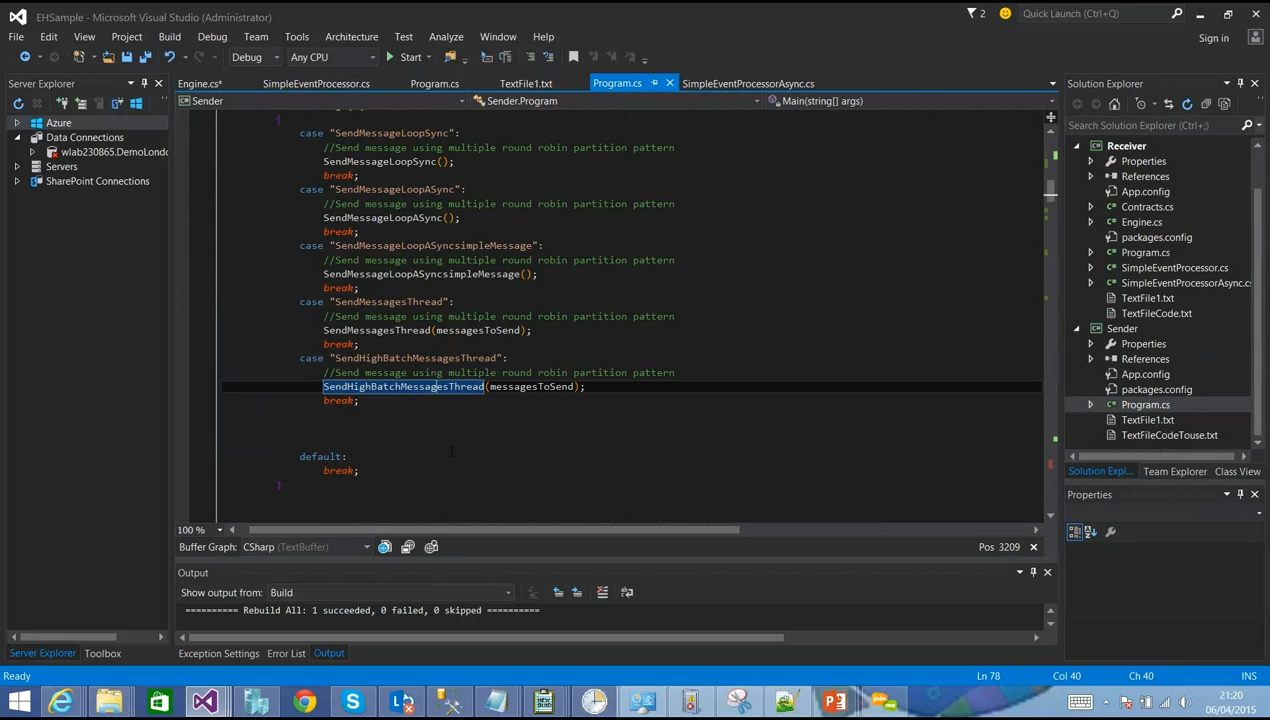 EHSample - Microsoft Visual Studio (Administrator)
2
Quick Launch (Ctrl+Q)
File Edit View Project Build Debug Team Tools Architecture Test Analyze Window Help
Sign in
Debug Any CPU Start
Server Explorer
Azure
Data Connections
wlab230865.DemoLondo
Servers
SharePoint Connections
Engine.cs* SimpleEventProcessor.cs Program.cs TextFile1.txt Program.cs SimpleEventProcessorAsync.cs
Sender Sender.Program Main(string[] args)
{
case "SendMessageLoopSync":
//Send message using multiple round robin partition pattern
SendMessageLoopSync();
break;
case "SendMessageLoopASync":
//Send message using multiple round robin partition pattern
SendMessageLoopASync();
break;
case "SendMessageLoopASyncsimpleMessage":
//Send message using multiple round robin partition pattern
SendMessageLoopASyncsimpleMessage();
break;
case "SendMessagesThread":
//Send message using multiple round robin partition pattern
SendMessagesThread(messagesToSend);
break;
case "SendHighBatchMessagesThread":
//Send message using multiple round robin partition pattern
SendHighBatchMessagesThread(messagesToSend);
break;
default:
break;
}
100 %
Buffer Graph: CSharp (TextBuffer) Pos 3209
Output
Show output from: Build
========== Rebuild All: 1 succeeded, 0 failed, 0 skipped ==========
Server Explorer Toolbox
Exception Settings Error List Output
Solution Explorer
Search Solution Explorer (Ctrl+;)
Receiver
Properties
References
App.config
Contracts.cs
Engine.cs
packages.config
Program.cs
SimpleEventProcessor.cs
SimpleEventProcessorAsync.cs
TextFile1.txt
TextFileCode.txt
Sender
Properties
References
App.config
packages.config
Program.cs
TextFile1.txt
TextFileCodeTouse.txt
Solution Expl... Team Explorer Class View
Properties
Ready Ln 78 Col 40 Ch 40 INS
21:20
06/04/2015